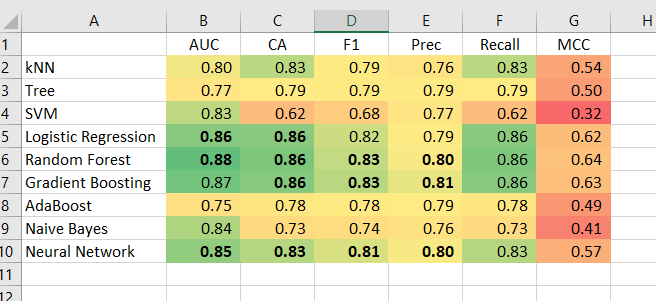 A B C D E F G H
1 AUC CA F1 Prec Recall MCC
2 kNN 0.80 0.83 0.79 0.76 0.83 0.54
3 Tree 0.77 0.79 0.79 0.79 0.79 0.50
4 SVM 0.83 0.62 0.68 0.77 0.62 0.32
5 Logistic Regression 0.86 0.86 0.82 0.79 0.86 0.62
6 Random Forest 0.88 0.86 0.83 0.80 0.86 0.64
7 Gradient Boosting 0.87 0.86 0.83 0.81 0.86 0.63
8 AdaBoost 0.75 0.78 0.78 0.79 0.78 0.49
9 Naive Bayes 0.84 0.73 0.74 0.76 0.73 0.41
10 Neural Network 0.85 0.83 0.81 0.80 0.83 0.57
11
12